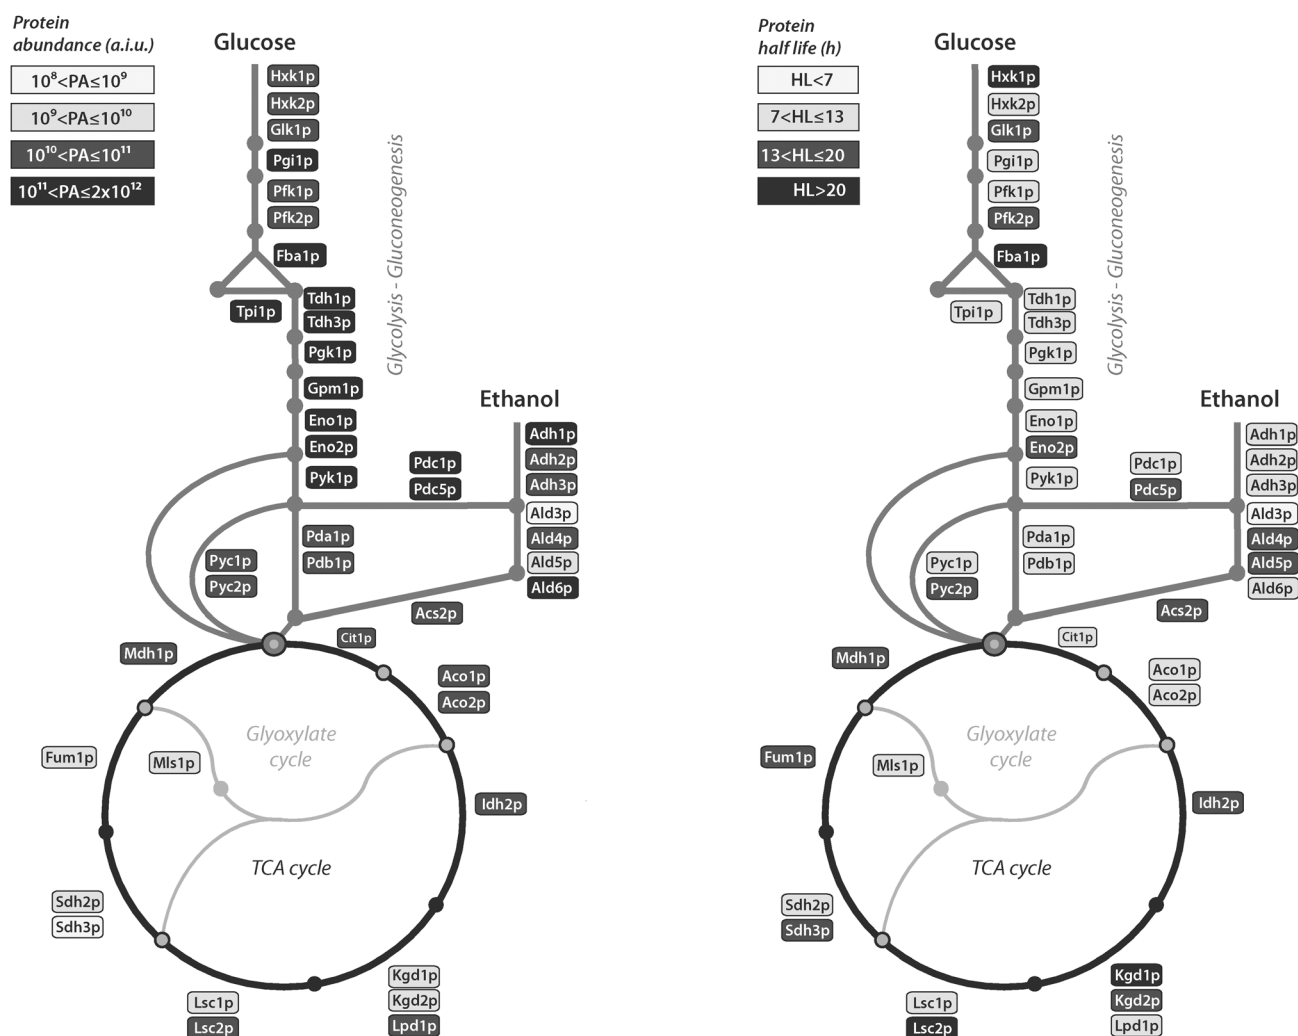 Protein
abundance (a.i.u.)
10⁸<PA≤10⁹
10⁹<PA≤10¹⁰
10¹⁰<PA≤10¹¹
10¹¹<PA≤2x10¹²
Glucose
Hxk1p
Hxk2p
Glk1p
Pgi1p
Pfk1p
Pfk2p
Fba1p
Tpi1p
Tdh1p
Tdh3p
Pgk1p
Gpm1p
Eno1p
Eno2p
Pyk1p
Glycolysis - Gluconeogenesis
Ethanol
Adh1p
Adh2p
Adh3p
Ald3p
Ald4p
Ald5p
Ald6p
Pdc1p
Pdc5p
Pda1p
Pdb1p
Pyc1p
Pyc2p
Acs2p
Cit1p
Mdh1p
Aco1p
Aco2p
Glyoxylate
cycle
Fum1p
Mls1p
Idh2p
TCA cycle
Sdh2p
Sdh3p
Lsc1p
Lsc2p
Kgd1p
Kgd2p
Lpd1p
Protein
half life (h)
HL<7
7<HL≤13
13<HL≤20
HL>20
Glucose
Hxk1p
Hxk2p
Glk1p
Pgi1p
Pfk1p
Pfk2p
Fba1p
Tpi1p
Tdh1p
Tdh3p
Pgk1p
Gpm1p
Eno1p
Eno2p
Pyk1p
Glycolysis - Gluconeogenesis
Ethanol
Adh1p
Adh2p
Adh3p
Ald3p
Ald4p
Ald5p
Ald6p
Pdc1p
Pdc5p
Pda1p
Pdb1p
Pyc1p
Pyc2p
Acs2p
Cit1p
Mdh1p
Aco1p
Aco2p
Glyoxylate
cycle
Fum1p
Mls1p
Idh2p
TCA cycle
Sdh2p
Sdh3p
Lsc1p
Lsc2p
Kgd1p
Kgd2p
Lpd1p